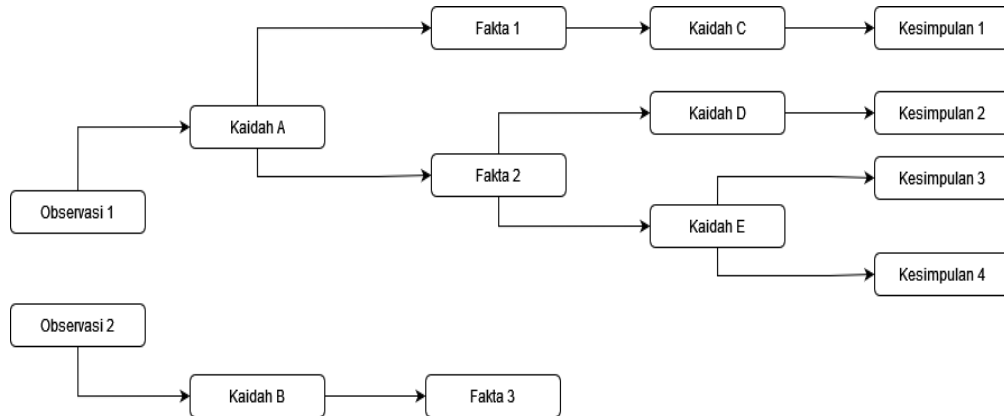 Fakta 1
Kaidah C
Kesimpulan 1
Kaidah A
Kaidah D
Kesimpulan 2
Fakta 2
Kesimpulan 3
Observasi 1
Kaidah E
Kesimpulan 4
Observasi 2
Kaidah B
Fakta 3